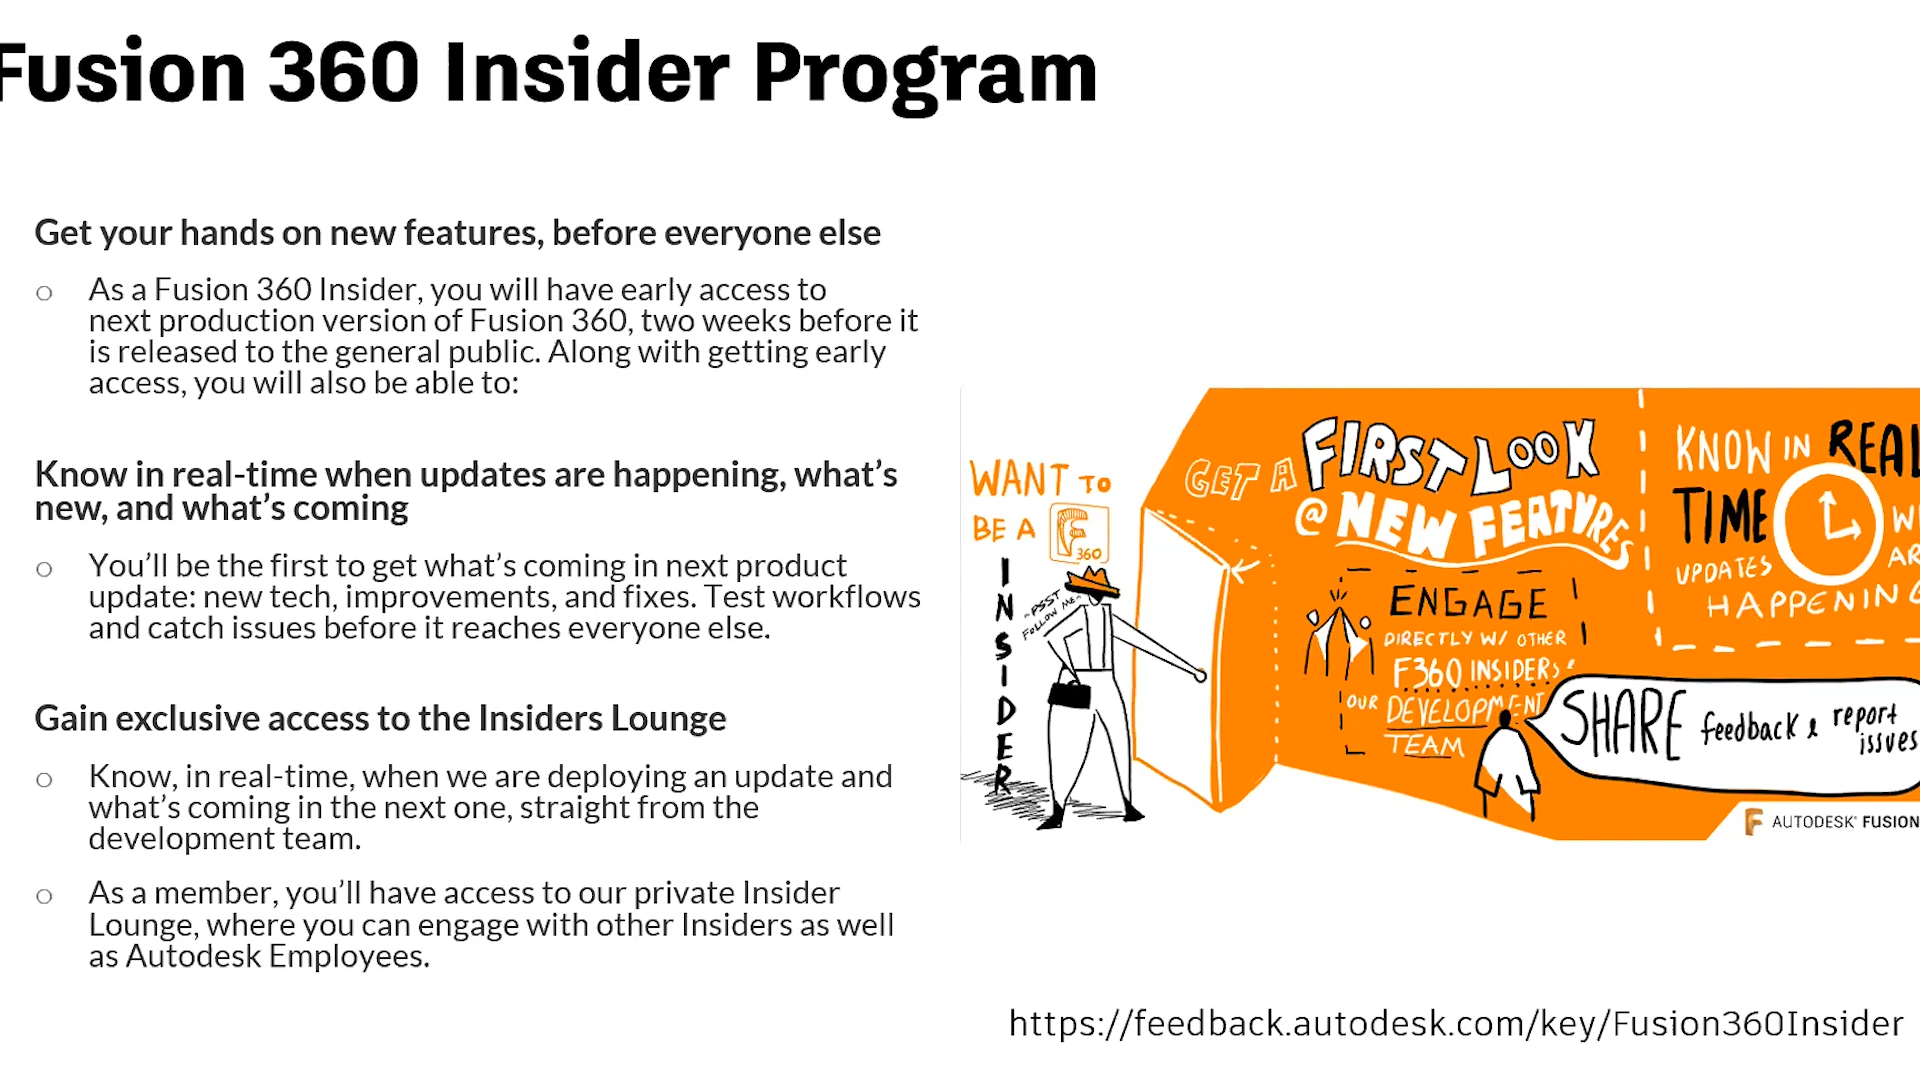 Fusion 360 Insider Program
Get your hands on new features, before everyone else
As a Fusion 360 Insider, you will have early access to
next production version of Fusion 360, two weeks before it
is released to the general public. Along with getting early
access, you will also be able to:
Know in real-time when updates are happening, what’s
new, and what’s coming
You’ll be the first to get what’s coming in next product
update: new tech, improvements, and fixes. Test workflows
and catch issues before it reaches everyone else.
Gain exclusive access to the Insiders Lounge
Know, in real-time, when we are deploying an update and
what’s coming in the next one, straight from the
development team.
As a member, you’ll have access to our private Insider
Lounge, where you can engage with other Insiders as well
as Autodesk Employees.
WANT TO
BE A F 360
INSIDER
-PSST
FOLLOW ME-
GET A FIRST LOOK
@ NEW FEATURES
ENGAGE
DIRECTLY W/ OTHER
F360 INSIDERS &
OUR DEVELOPMENT
TEAM
KNOW IN REAL
TIME W
UPDATES AR
HAPPENING
SHARE feedback & report
issues
F AUTODESK® FUSION
https://feedback.autodesk.com/key/Fusion360Insider